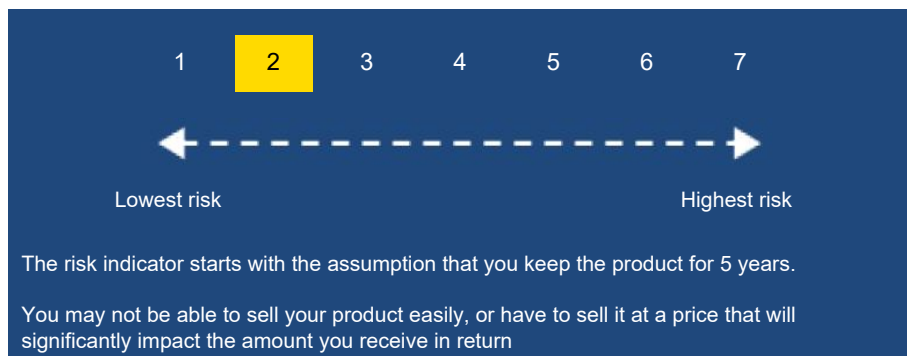 1 2 3 4 5 6 7
Lowest risk Highest risk
The risk indicator starts with the assumption that you keep the product for 5 years.
You may not be able to sell your product easily, or have to sell it at a price that will
significantly impact the amount you receive in return